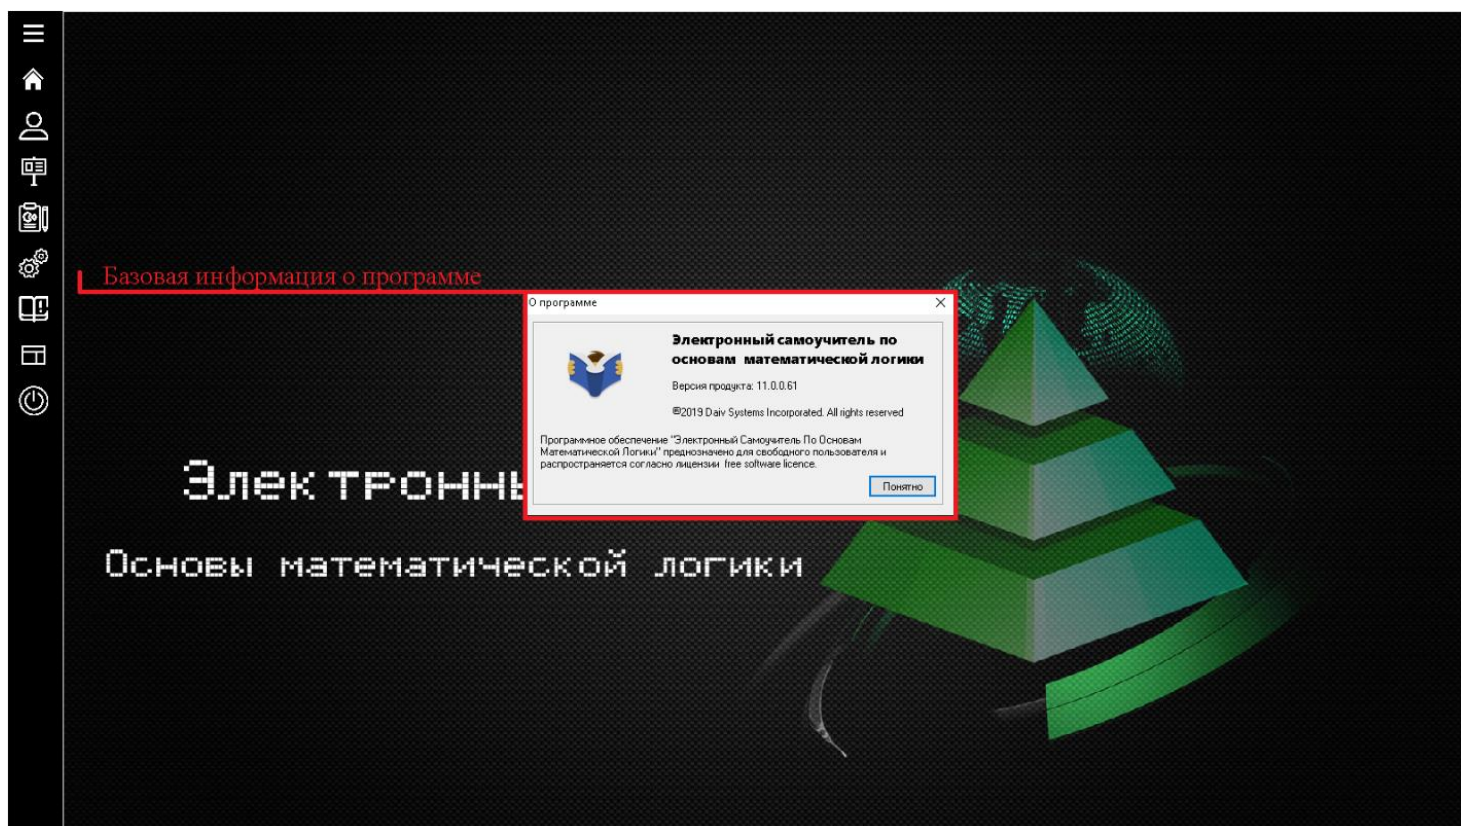 Базовая информация о программе
О программе
Электронный самоучитель по
основам математической логики
Версия продукта: 11.0.0.61
©2019 Daiv Systems Incorporated. All rights reserved
Программное обеспечение "Электронный Самоучитель По Основам
Математической Логики" предназначено для свободного пользователя и
распространяется согласно лицензии free software licence.
Понятно
Электронны
Основы математической логики